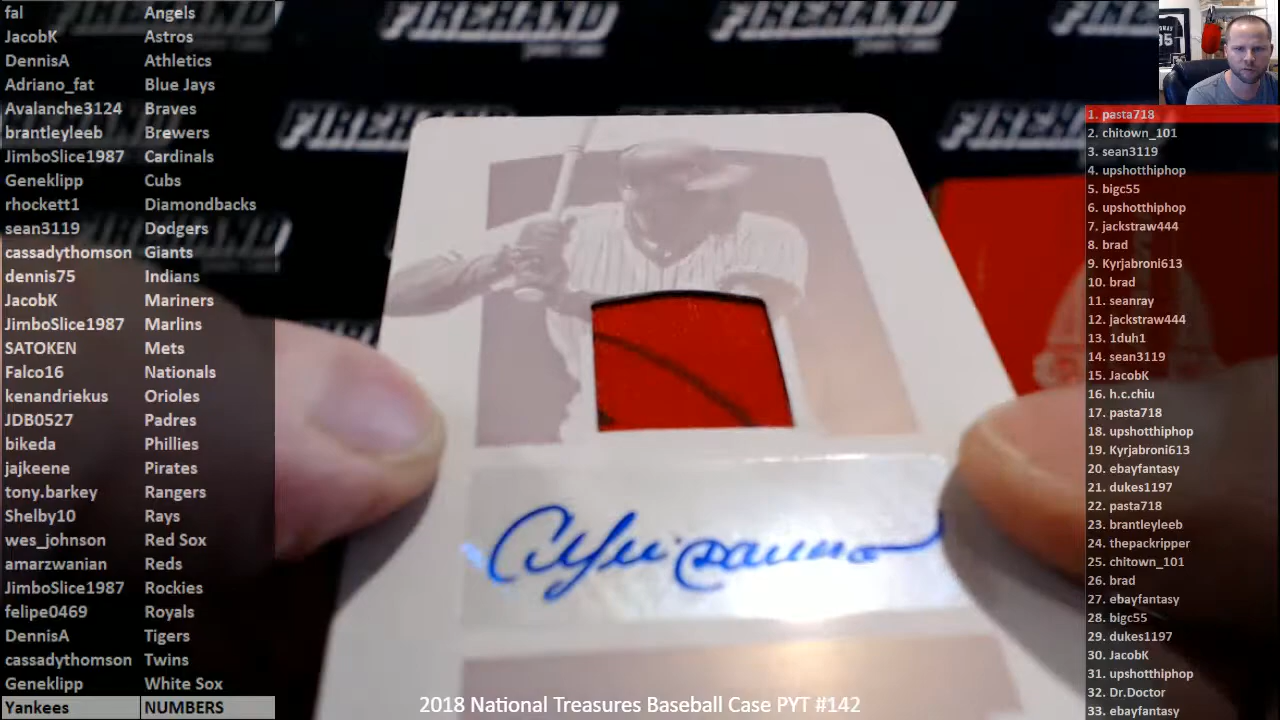 fal Angels
JacobK Astros
DennisA Athletics
Adriano_fat Blue Jays
Avalanche3124 Braves
brantleyleeb Brewers
JimboSlice1987 Cardinals
Geneklipp Cubs
rhockett1 Diamondbacks
sean3119 Dodgers
cassadythomson Giants
dennis75 Indians
JacobK Mariners
JimboSlice1987 Marlins
SATOKEN Mets
Falco16 Nationals
kenandriekus Orioles
JDB0527 Padres
bikeda Phillies
jajkeene Pirates
tony.barkey Rangers
Shelby10 Rays
wes_johnson Red Sox
amarzwanian Reds
JimboSlice1987 Rockies
felipe0469 Royals
DennisA Tigers
cassadythomson Twins
Geneklipp White Sox
Yankees NUMBERS
FIREHAND
FIREHAND
FIREHAND
2018 National Treasures Baseball Case PYT #142
1. pasta718
2. chitown_101
3. sean3119
4. upshotthiphop
5. bigc55
6. upshotthiphop
7. jackstraw444
8. brad
9. Kyrjabroni613
10. brad
11. seanray
12. jackstraw444
13. 1duh1
14. sean3119
15. JacobK
16. h.c.chiu
17. pasta718
18. upshotthiphop
19. Kyrjabroni613
20. ebayfantasy
21. dukes1197
22. pasta718
23. brantleyleeb
24. thepackripper
25. chitown_101
26. brad
27. ebayfantasy
28. bigc55
29. dukes1197
30. JacobK
31. upshotthiphop
32. Dr.Doctor
33. ebayfantasy